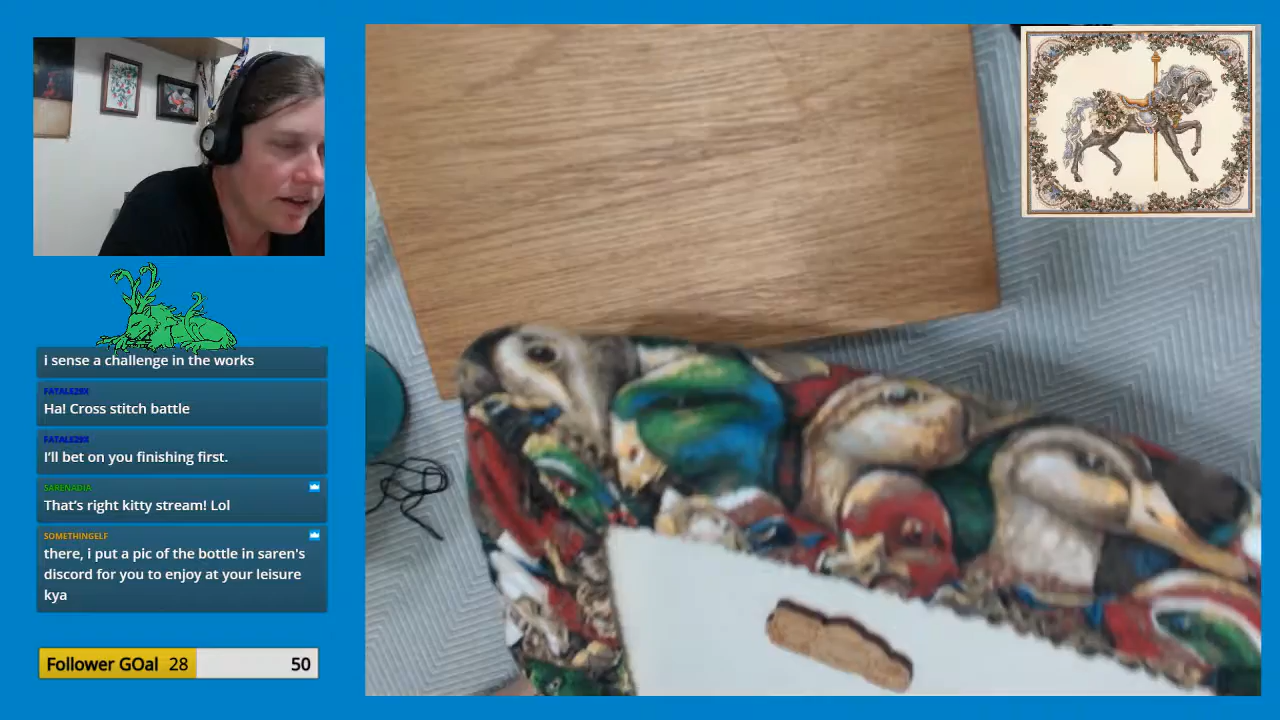 i sense a challenge in the works
FATALE29X
Ha! Cross stitch battle
FATALE29X
I'll bet on you finishing first.
SARENADIA
That's right kitty stream! Lol
SOMETHINGELF
there, i put a pic of the bottle in saren's
discord for you to enjoy at your leisure
kya
Follower GOal 28 50